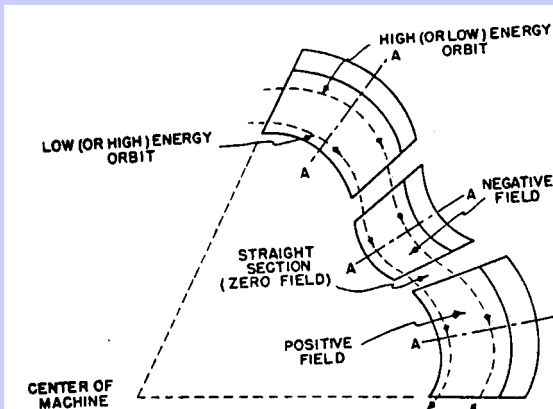 HIGH (OR LOW) ENERGY
ORBIT
A
LOW (OR HIGH) ENERGY
ORBIT
A
A
NEGATIVE
FIELD
STRAIGHT
SECTION
(ZERO FIELD)
A
POSITIVE
FIELD
A
CENTER OF
MACHINE